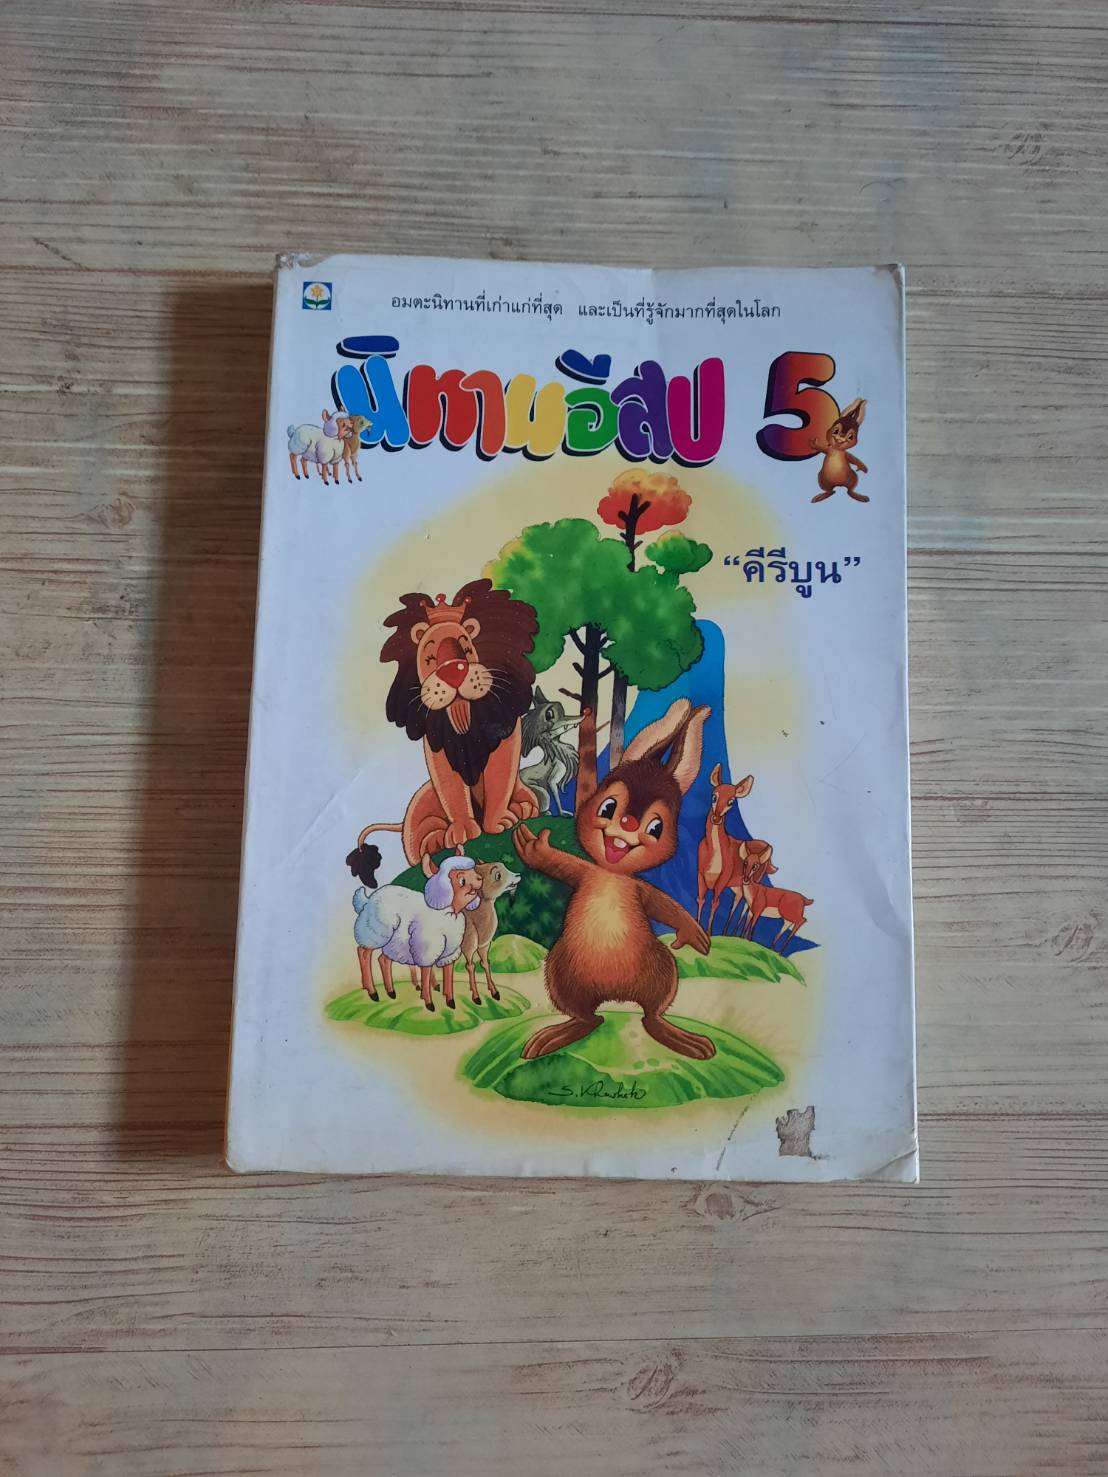 อมตะนิทานที่เก่าแก่ที่สุด และเป็นที่รู้จักมากที่สุดในโลก
นิทานอีสป 5
“คีรีบูน”